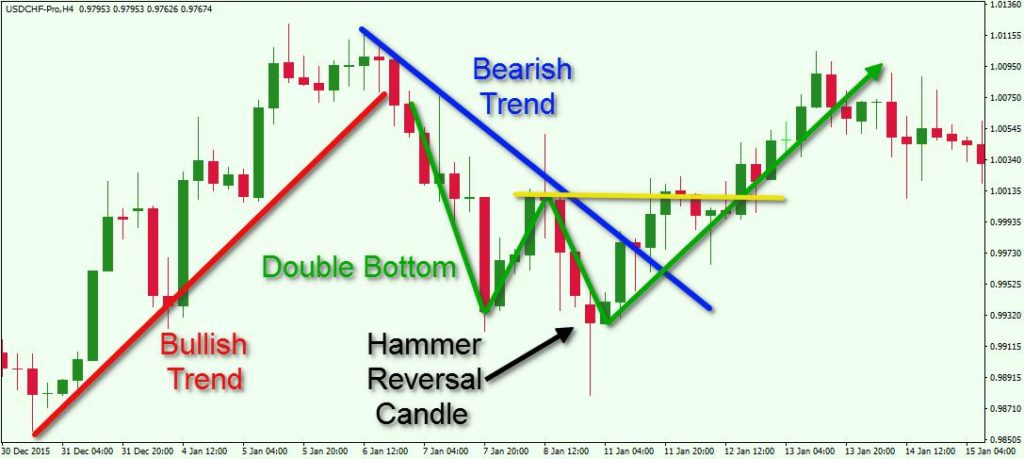 USDCHF-Pro,H4 0.97953 0.97953 0.97626 0.97674
Bearish
Trend
Double Bottom
Bullish
Trend
Hammer
Reversal
Candle
1.01360
1.01155
1.00950
1.00750
1.00545
1.00340
1.00135
0.99935
0.99730
0.99525
0.99320
0.99115
0.98915
0.98710
0.98505
30 Dec 2015
31 Dec 04:00
31 Dec 20:00
4 Jan 12:00
5 Jan 04:00
5 Jan 20:00
6 Jan 12:00
7 Jan 04:00
7 Jan 20:00
8 Jan 12:00
11 Jan 04:00
11 Jan 20:00
12 Jan 12:00
13 Jan 04:00
13 Jan 20:00
14 Jan 12:00
15 Jan 04:00